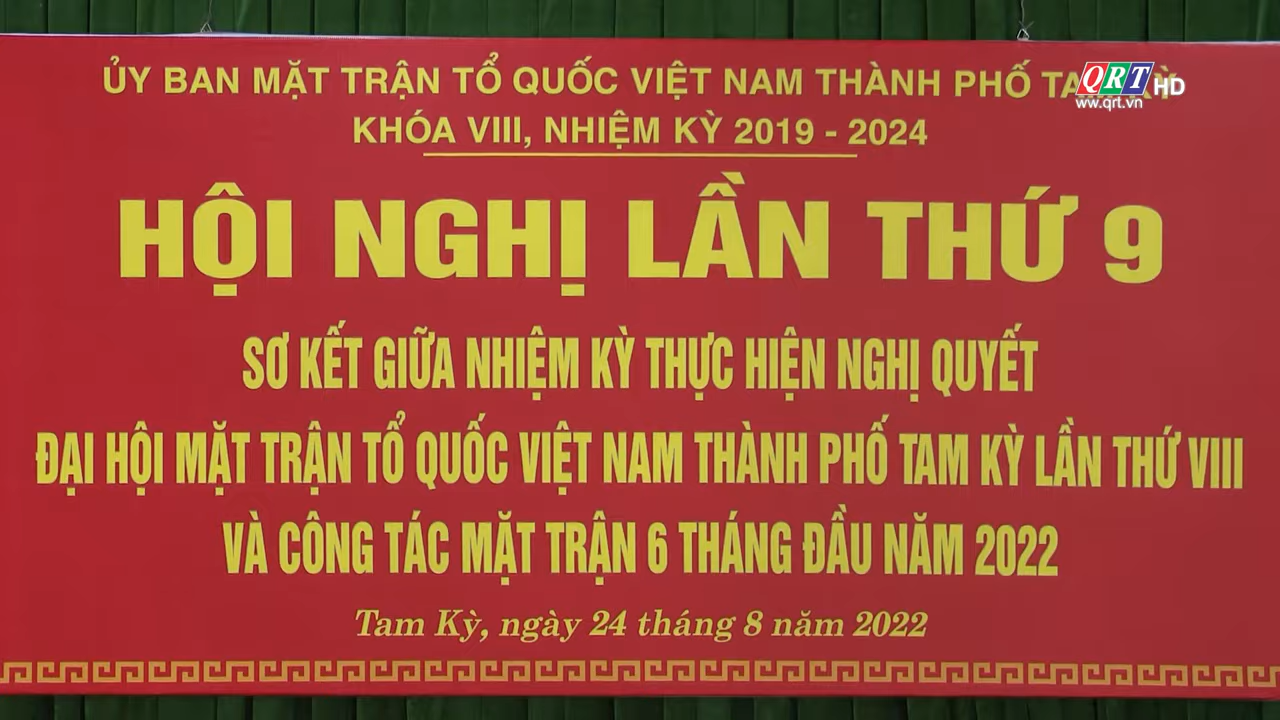 ỦY BAN MẶT TRẬN TỔ QUỐC VIỆT NAM THÀNH PHỐ TAM KỲ
KHÓA VIII, NHIỆM KỲ 2019 - 2024
HỘI NGHỊ LẦN THỨ 9
SƠ KẾT GIỮA NHIỆM KỲ THỰC HIỆN NGHỊ QUYẾT
ĐẠI HỘI MẶT TRẬN TỔ QUỐC VIỆT NAM THÀNH PHỐ TAM KỲ LẦN THỨ VIII
VÀ CÔNG TÁC MẶT TRẬN 6 THÁNG ĐẦU NĂM 2022
Tam Kỳ, ngày 24 tháng 8 năm 2022
QRT HD
ww.qrt.vn